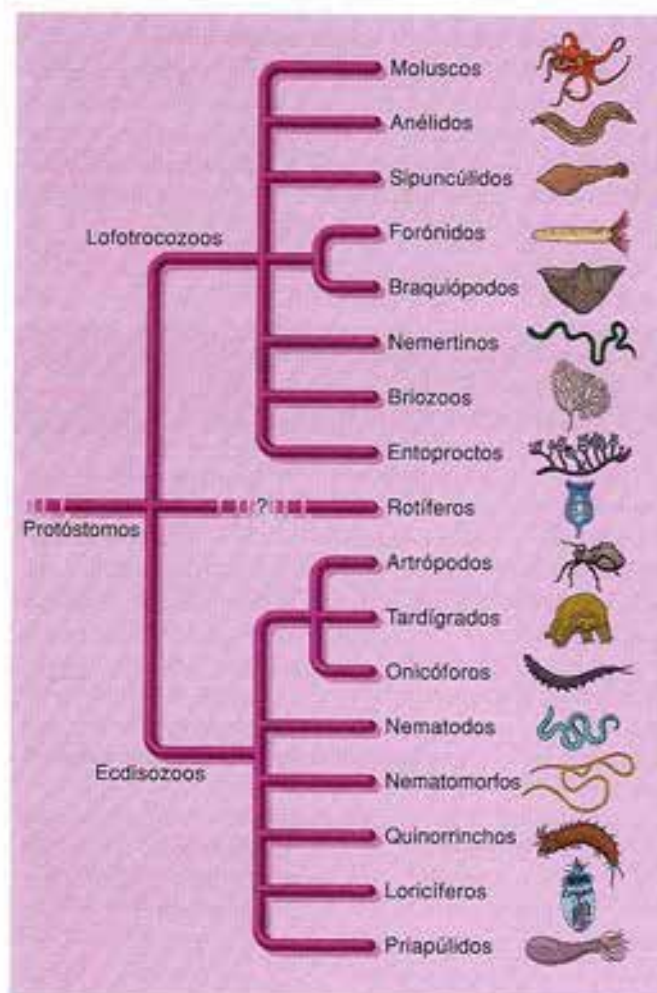 Moluscos
Anélidos
Sipuncúlidos
Lofotrocozoos
Forónidos
Braquiópodos
Nemertinos
Briozoos
Entoproctos
?
Rotíferos
Protóstomos
Artrópodos
Tardígrados
Onicóforos
Nematodos
Ecdisozoos
Nematomorfos
Quinorrinchos
Loricíferos
Priapúlidos